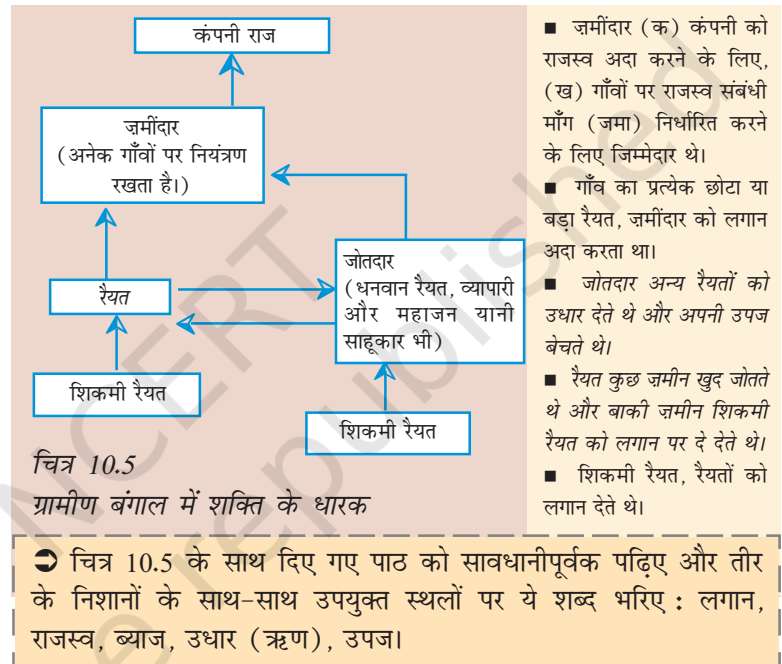 कंपनी राज
ज़मींदार
(अनेक गाँवों पर नियंत्रण
रखता है।)
जोतदार
(धनवान रैयत, व्यापारी
और महाजन यानी
साहूकार भी)
रैयत
शिकमी रैयत
शिकमी रैयत
चित्र 10.5
ग्रामीण बंगाल में शक्ति के धारक
■ ज़मींदार (क) कंपनी को
राजस्व अदा करने के लिए,
(ख) गाँवों पर राजस्व संबंधी
माँग (जमा) निर्धारित करने
के लिए जिम्मेदार थे।
■ गाँव का प्रत्येक छोटा या
बड़ा रैयत, ज़मींदार को लगान
अदा करता था।
■ जोतदार अन्य रैयतों को
उधार देते थे और अपनी उपज
बेचते थे।
■ रैयत कुछ ज़मीन खुद जोतते
थे और बाकी ज़मीन शिकमी
रैयत को लगान पर दे देते थे।
■ शिकमी रैयत, रैयतों को
लगान देते थे।
➲ चित्र 10.5 के साथ दिए गए पाठ को सावधानीपूर्वक पढ़िए और तीर
के निशानों के साथ-साथ उपयुक्त स्थलों पर ये शब्द भरिए : लगान,
राजस्व, ब्याज, उधार (ऋण), उपज।
NCERT
republished